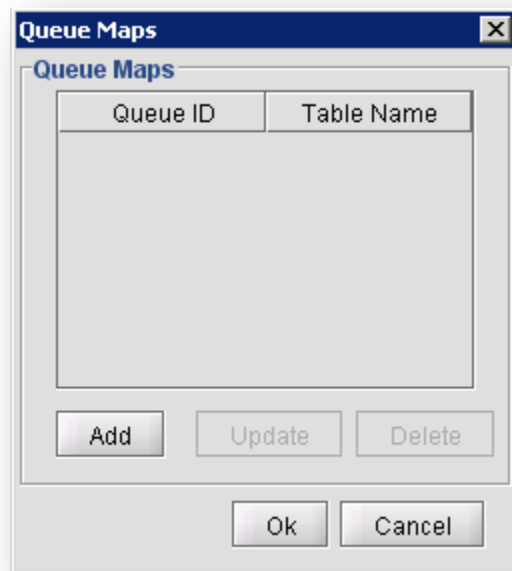 Queue Maps
Queue Maps
Queue ID Table Name
Add Update Delete
Ok Cancel